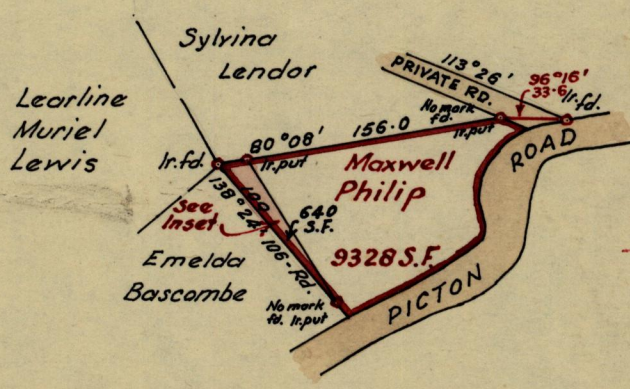 Sylvina
Lendor
Learline
Muriel
Lewis
113°26'
PRIVATE RD.
96°16'
33.6
Ir.fd.
No mark
fd.
Ir.put
156.0
80°08'
Ir.put
Ir.fd.
Maxwell
Philip
ROAD
138°24'
100
106-Rd.
See
Inset
640
S.F.
9328 S.F.
Emelda
Bascombe
No mark
fd. Ir.put
PICTON